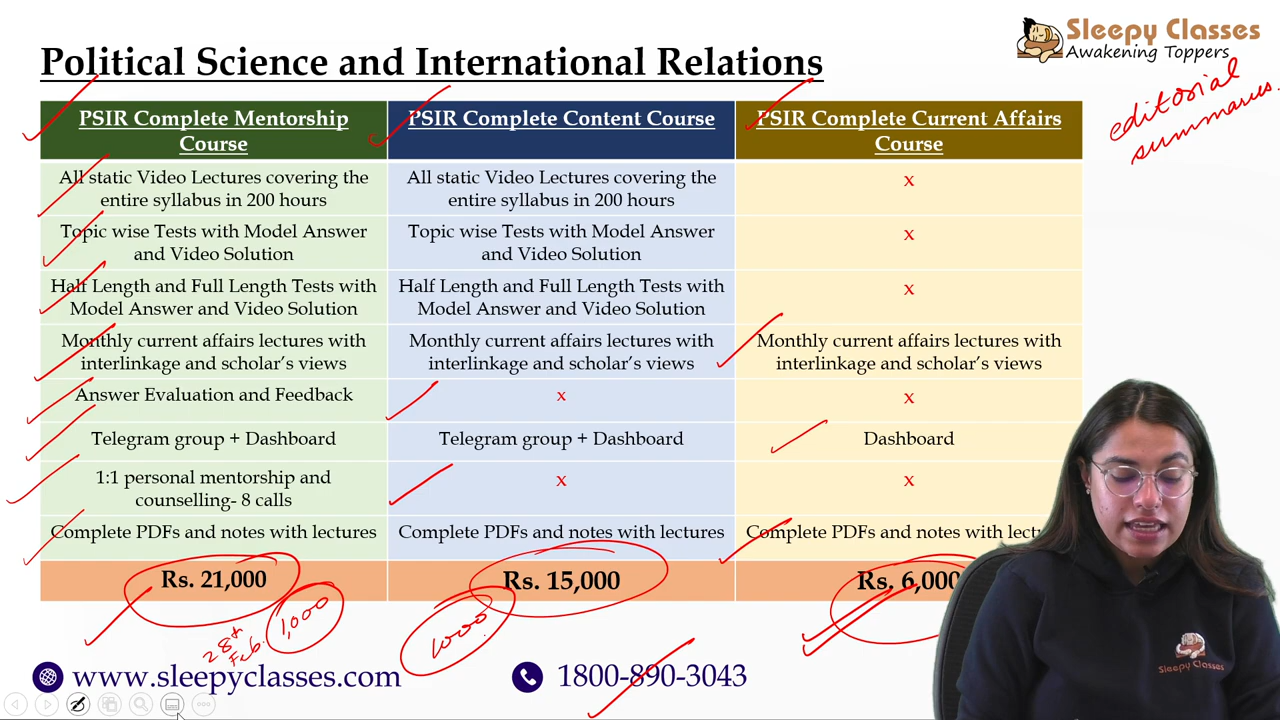 Sleepy Classes
Awakening Toppers
Political Science and International Relations
editorial
summaries.
PSIR Complete Mentorship
Course
PSIR Complete Content Course
PSIR Complete Current Affairs
Course
All static Video Lectures covering the
entire syllabus in 200 hours
All static Video Lectures covering the
entire syllabus in 200 hours
x
Topic wise Tests with Model Answer
and Video Solution
Topic wise Tests with Model Answer
and Video Solution
x
Half Length and Full Length Tests with
Model Answer and Video Solution
Half Length and Full Length Tests with
Model Answer and Video Solution
x
Monthly current affairs lectures with
interlinkage and scholar's views
Monthly current affairs lectures with
interlinkage and scholar's views
Monthly current affairs lectures with
interlinkage and scholar's views
Answer Evaluation and Feedback
x
x
Telegram group + Dashboard
Telegram group + Dashboard
Dashboard
1:1 personal mentorship and
counselling- 8 calls
x
x
Complete PDFs and notes with lectures
Complete PDFs and notes with lectures
Complete PDFs and notes with
Rs. 21,000
Rs. 15,000
Rs. 6,000
28th
Feb.
1,000
1000
www.sleepyclasses.com
1800-890-3043
Sleepy Classes